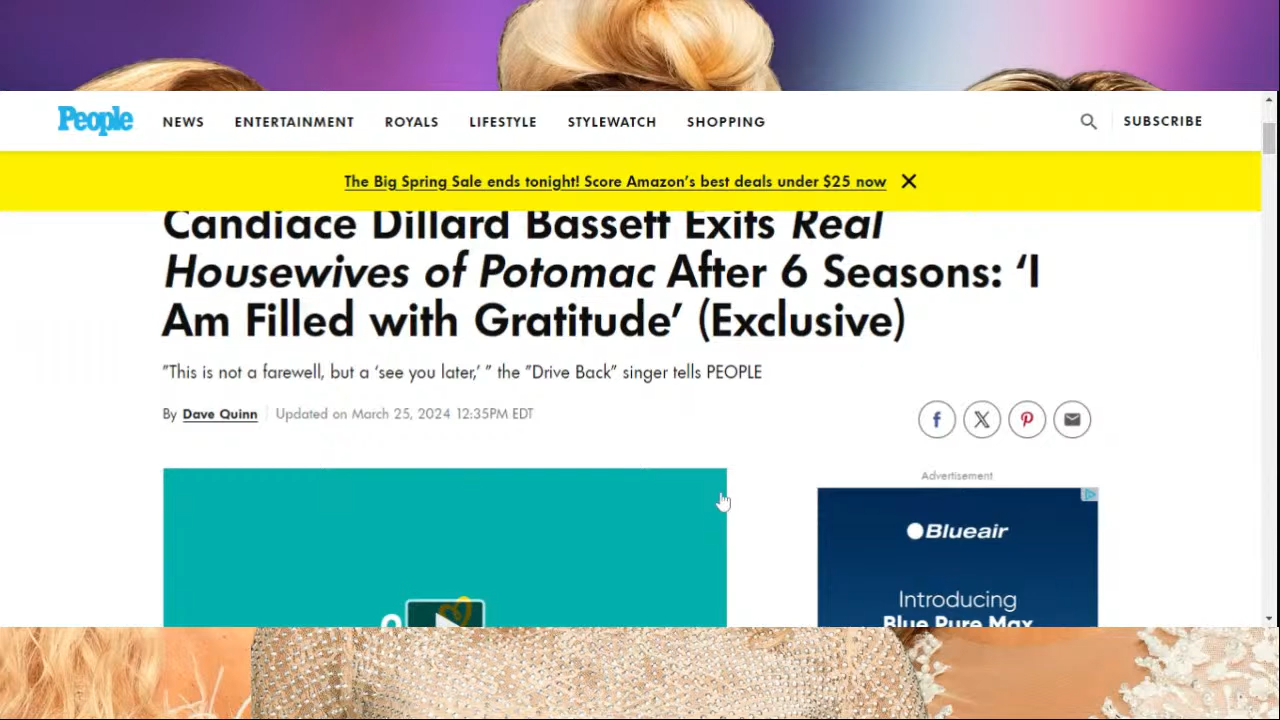 People NEWS ENTERTAINMENT ROYALS LIFESTYLE STYLEWATCH SHOPPING SUBSCRIBE
The Big Spring Sale ends tonight! Score Amazon's best deals under $25 now
Candiace Dillard Bassett Exits Real
Housewives of Potomac After 6 Seasons: ‘I
Am Filled with Gratitude’ (Exclusive)
"This is not a farewell, but a ‘see you later,’ ” the ”Drive Back” singer tells PEOPLE
By Dave Quinn Updated on March 25, 2024 12:35PM EDT
Advertisement
Blueair
Introducing
Blue Pure Max